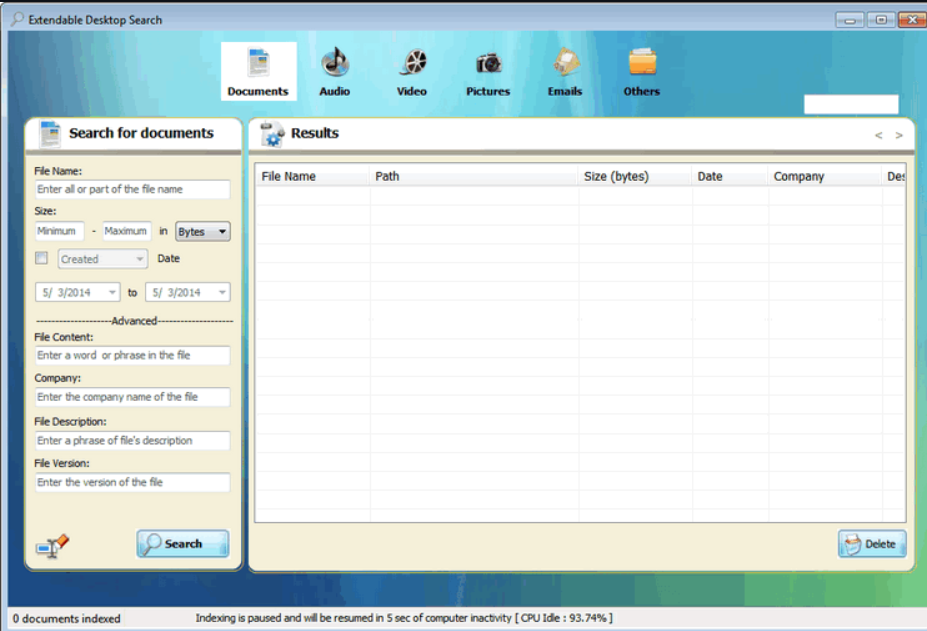 Extendable Desktop Search
Documents Audio Video Pictures Emails Others
Search for documents
File Name:
Enter all or part of the file name
Size:
Minimum - Maximum in Bytes
Created Date
5/ 3/2014 to 5/ 3/2014
--------------------Advanced--------------------
File Content:
Enter a word or phrase in the file
Company:
Enter the company name of the file
File Description:
Enter a phrase of file's description
File Version:
Enter the version of the file
Search
Results
< >
File Name Path Size (bytes) Date Company Des
Delete
0 documents indexed Indexing is paused and will be resumed in 5 sec of computer inactivity [ CPU Idle : 93.74% ]